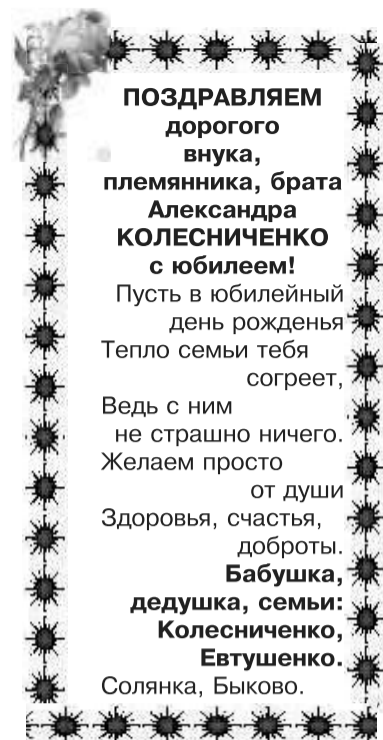 ПОЗДРАВЛЯЕМ
дорогого
внука,
племянника, брата
Александра
КОЛЕСНИЧЕНКО
с юбилеем!
Пусть в юбилейный
день рожденья
Тепло семьи тебя
согреет,
Ведь с ним
не страшно ничего.
Желаем просто
от души
Здоровья, счастья,
доброты.
Бабушка,
дедушка, семьи:
Колесниченко,
Евтушенко.
Солянка, Быково.